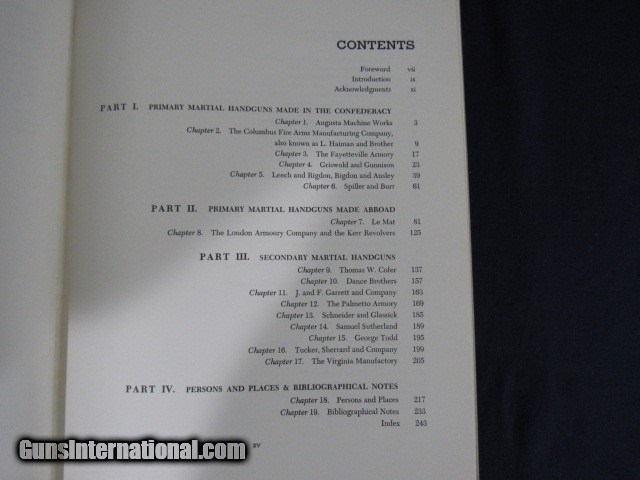 CONTENTS
Foreword vii
Introduction ix
Acknowledgments xi
PART I. PRIMARY MARTIAL HANDGUNS MADE IN THE CONFEDERACY
Chapter 1. Augusta Machine Works 3
Chapter 2. The Columbus Fire Arms Manufacturing Company,
also known as L. Haiman and Brother 9
Chapter 3. The Fayetteville Armory 17
Chapter 4. Griswold and Gunnison 23
Chapter 5. Leech and Rigdon, Rigdon and Ansley 39
Chapter 6. Spiller and Burr 61
PART II. PRIMARY MARTIAL HANDGUNS MADE ABROAD
Chapter 7. Le Mat 81
Chapter 8. The London Armoury Company and the Kerr Revolvers 125
PART III. SECONDARY MARTIAL HANDGUNS
Chapter 9. Thomas W. Cofer 137
Chapter 10. Dance Brothers 157
Chapter 11. J. and F. Garrett and Company 163
Chapter 12. The Palmetto Armory 169
Chapter 13. Schneider and Glassick 185
Chapter 14. Samuel Sutherland 189
Chapter 15. George Todd 195
Chapter 16. Tucker, Sherrard and Company 199
Chapter 17. The Virginia Manufactory 205
PART IV. PERSONS AND PLACES & BIBLIOGRAPHICAL NOTES
Chapter 18. Persons and Places 217
Chapter 19. Bibliographical Notes 233
Index 243
xv
GunsInternational.com